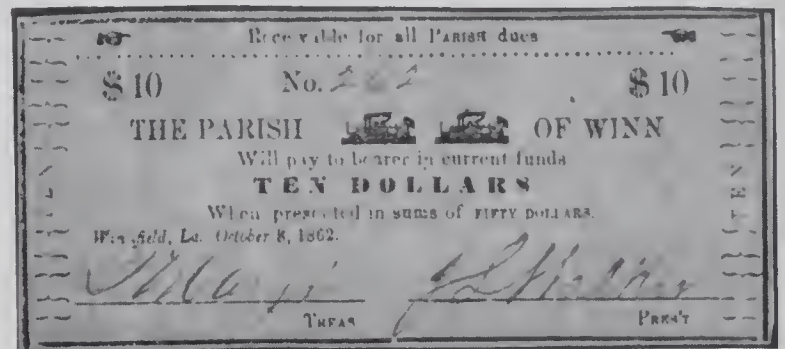 Receivable for all PARISH dues
$ 10 No. 282 $ 10
THE PARISH OF WINN
Will pay to bearer in current funds
TEN DOLLARS
When presented in sums of FIFTY DOLLARS.
Winnfield, La. October 8, 1862.
TREAS PRES'T